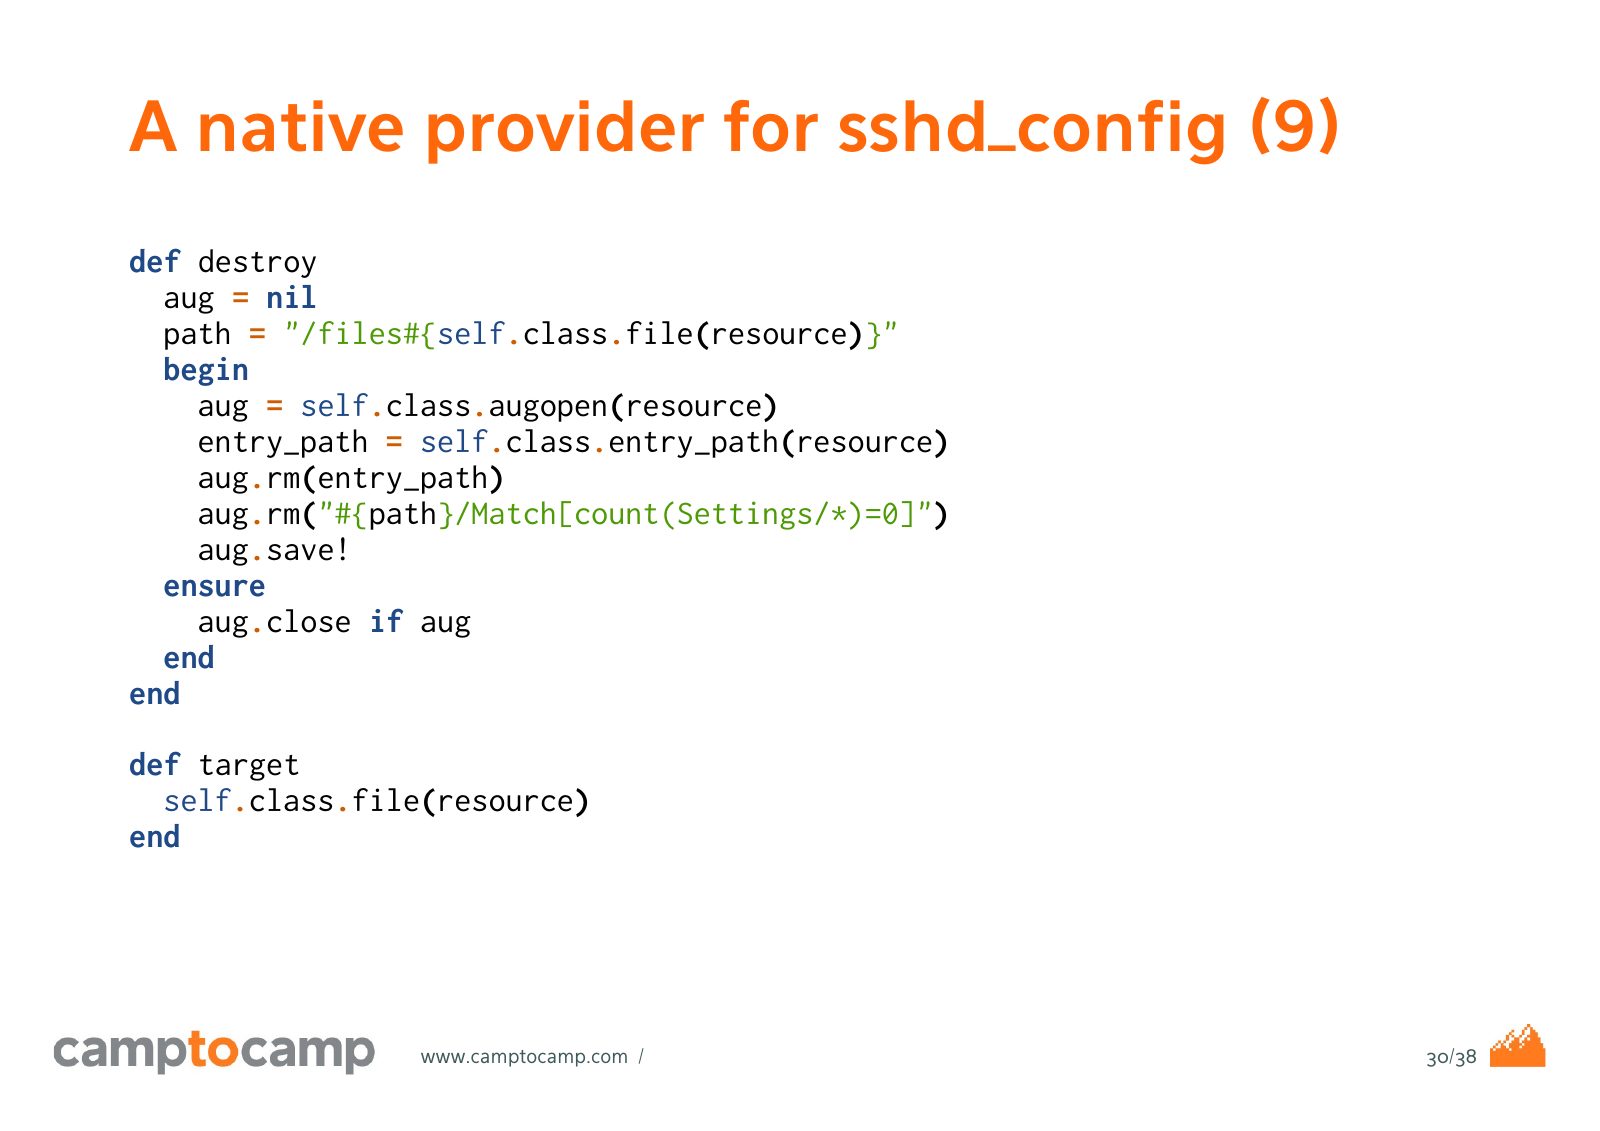 A native provider for sshd_config (9)
def destroy
  aug = nil
  path = "/files#{self.class.file(resource)}"
  begin
    aug = self.class.augopen(resource)
    entry_path = self.class.entry_path(resource)
    aug.rm(entry_path)
    aug.rm("#{path}/Match[count(Settings/*)=0]")
    aug.save!
  ensure
    aug.close if aug
  end
end

def target
  self.class.file(resource)
end
camptocamp www.camptocamp.com / 30/38